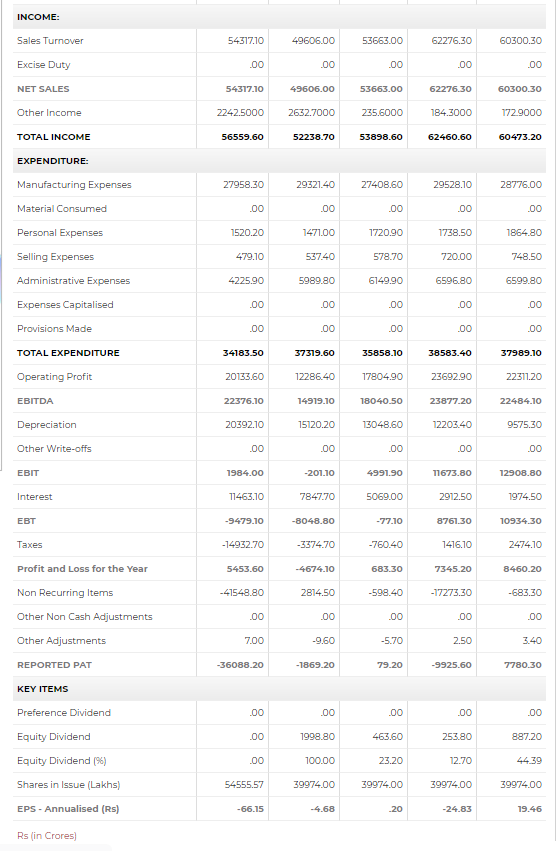 INCOME:
Sales Turnover 54317.10 49606.00 53663.00 62276.30 60300.30
Excise Duty .00 .00 .00 .00 .00
NET SALES 54317.10 49606.00 53663.00 62276.30 60300.30
Other Income 2242.5000 2632.7000 235.6000 184.3000 172.9000
TOTAL INCOME 56559.60 52238.70 53898.60 62460.60 60473.20
EXPENDITURE:
Manufacturing Expenses 27958.30 29321.40 27408.60 29528.10 28776.00
Material Consumed .00 .00 .00 .00 .00
Personal Expenses 1520.20 1471.00 1720.90 1738.50 1864.80
Selling Expenses 479.10 537.40 578.70 720.00 748.50
Administrative Expenses 4225.90 5989.80 6149.90 6596.80 6599.80
Expenses Capitalised .00 .00 .00 .00 .00
Provisions Made .00 .00 .00 .00 .00
TOTAL EXPENDITURE 34183.50 37319.60 35858.10 38583.40 37989.10
Operating Profit 20133.60 12286.40 17804.90 23692.90 22311.20
EBITDA 22376.10 14919.10 18040.50 23877.20 22484.10
Depreciation 20392.10 15120.20 13048.60 12203.40 9575.30
Other Write-offs .00 .00 .00 .00 .00
EBIT 1984.00 -201.10 4991.90 11673.80 12908.80
Interest 11463.10 7847.70 5069.00 2912.50 1974.50
EBT -9479.10 -8048.80 -77.10 8761.30 10934.30
Taxes -14932.70 -3374.70 -760.40 1416.10 2474.10
Profit and Loss for the Year 5453.60 -4674.10 683.30 7345.20 8460.20
Non Recurring Items -41548.80 2814.50 -598.40 -17273.30 -683.30
Other Non Cash Adjustments .00 .00 .00 .00 .00
Other Adjustments 7.00 -9.60 -5.70 2.50 3.40
REPORTED PAT -36088.20 -1869.20 79.20 -9925.60 7780.30
KEY ITEMS
Preference Dividend .00 .00 .00 .00 .00
Equity Dividend .00 1998.80 463.60 253.80 887.20
Equity Dividend (%) .00 100.00 23.20 12.70 44.39
Shares in Issue (Lakhs) 54555.57 39974.00 39974.00 39974.00 39974.00
EPS - Annualised (Rs) -66.15 -4.68 .20 -24.83 19.46
Rs (in Crores)